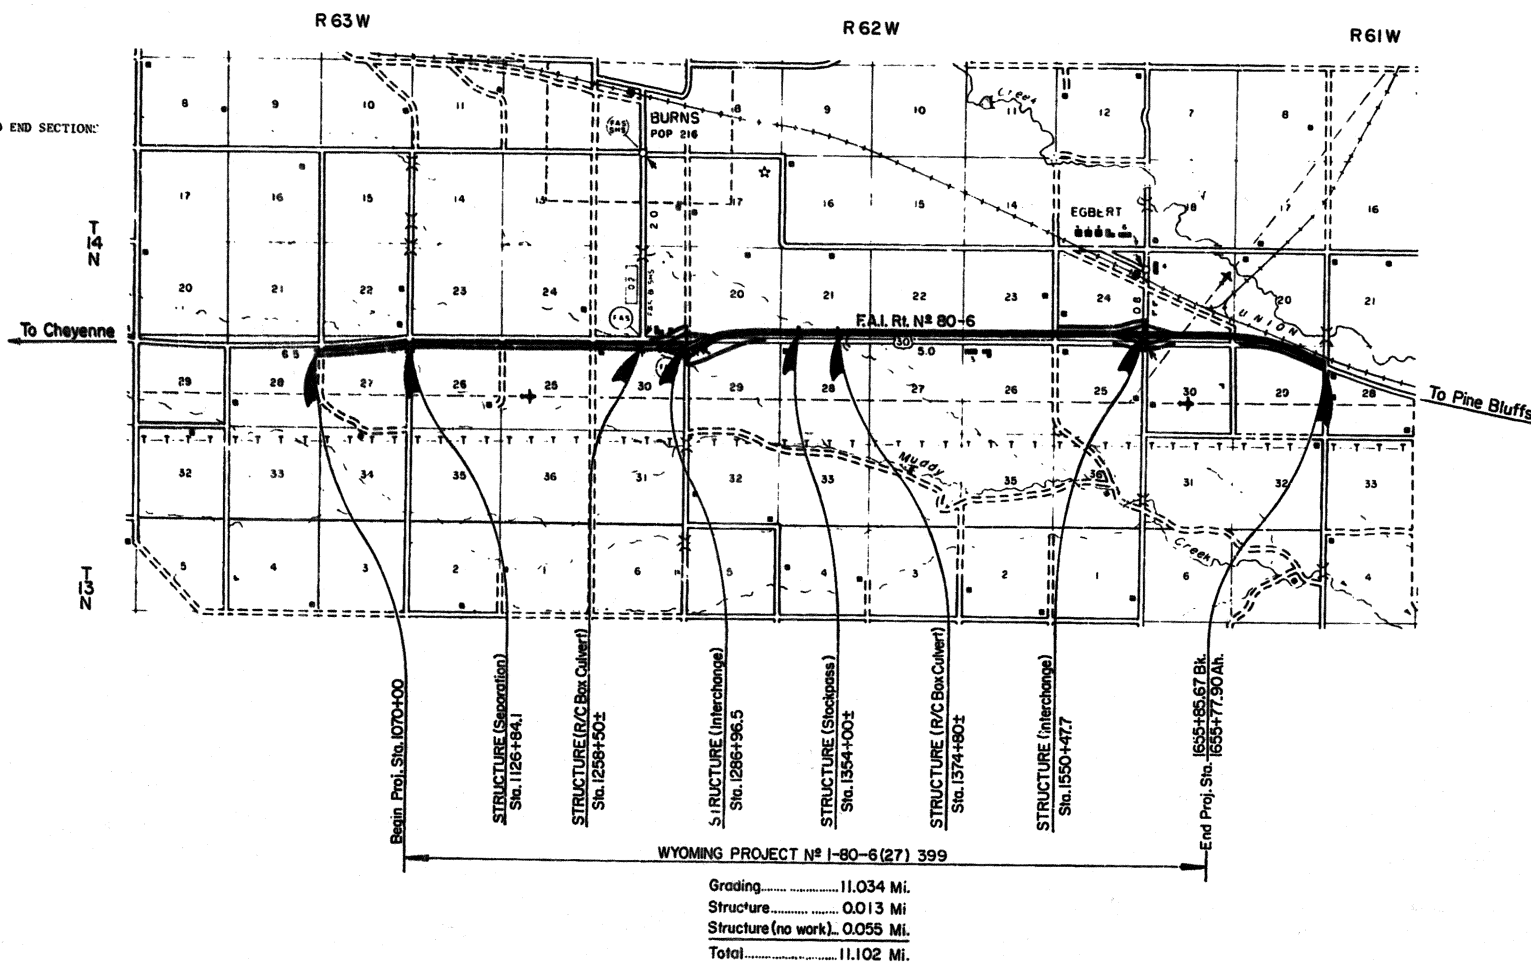 R 63 W
R 62 W
R 61 W
END SECTION
8 9 10 11 8 9 10 11 12 7 8
Creek
FAS
SHS
BURNS
POP 216
17 16 15 14 17 16 15 14 18 17 16
T
14
N
EGBERT
2.0
20 21 22 23 24 20 21 22 23 24 20 21
FAS
UNION
To Cheyenne
F.A.I. Rt. Nº 80-6
30
5.0
6.5
29 28 27 26 25 30 29 28 27 26 25 30 29 28
To Pine Bluffs
T T T T T T T T T T T T T T T
Muddy
32 33 34 35 36 31 32 33 35 36 31 32 33
Creek
T
13
N
5 4 3 2 1 6 5 4 3 2 1 6 4
Begin Proj. Sta. 1070+00
STRUCTURE (Separation)
Sta. 1126+84.1
STRUCTURE (R/C Box Culvert)
Sta. 1258+50±
STRUCTURE (Interchange)
Sta. 1286+96.5
STRUCTURE (Stockpass)
Sta. 1354+00±
STRUCTURE (R/C Box Culvert)
Sta. 1374+80±
STRUCTURE (Interchange)
Sta. 1550+47.7
End Proj. Sta. 1655+85.67 Bk.
1655+77.90 Ah.
WYOMING PROJECT Nº I-80-6(27) 399
Grading.................... 11.034 Mi.
Structure.................. 0.013 Mi
Structure (no work)... 0.055 Mi.
Total........................ 11.102 Mi.